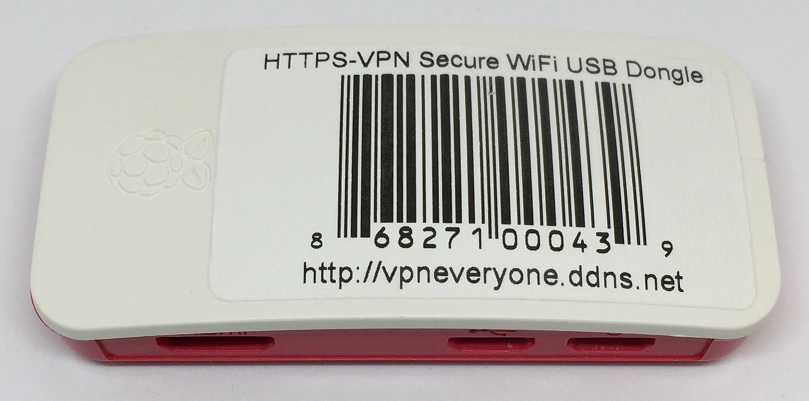 HTTPS-VPN Secure WiFi USB Dongle
8 68271 00043 9
http://vpneveryone.ddns.net